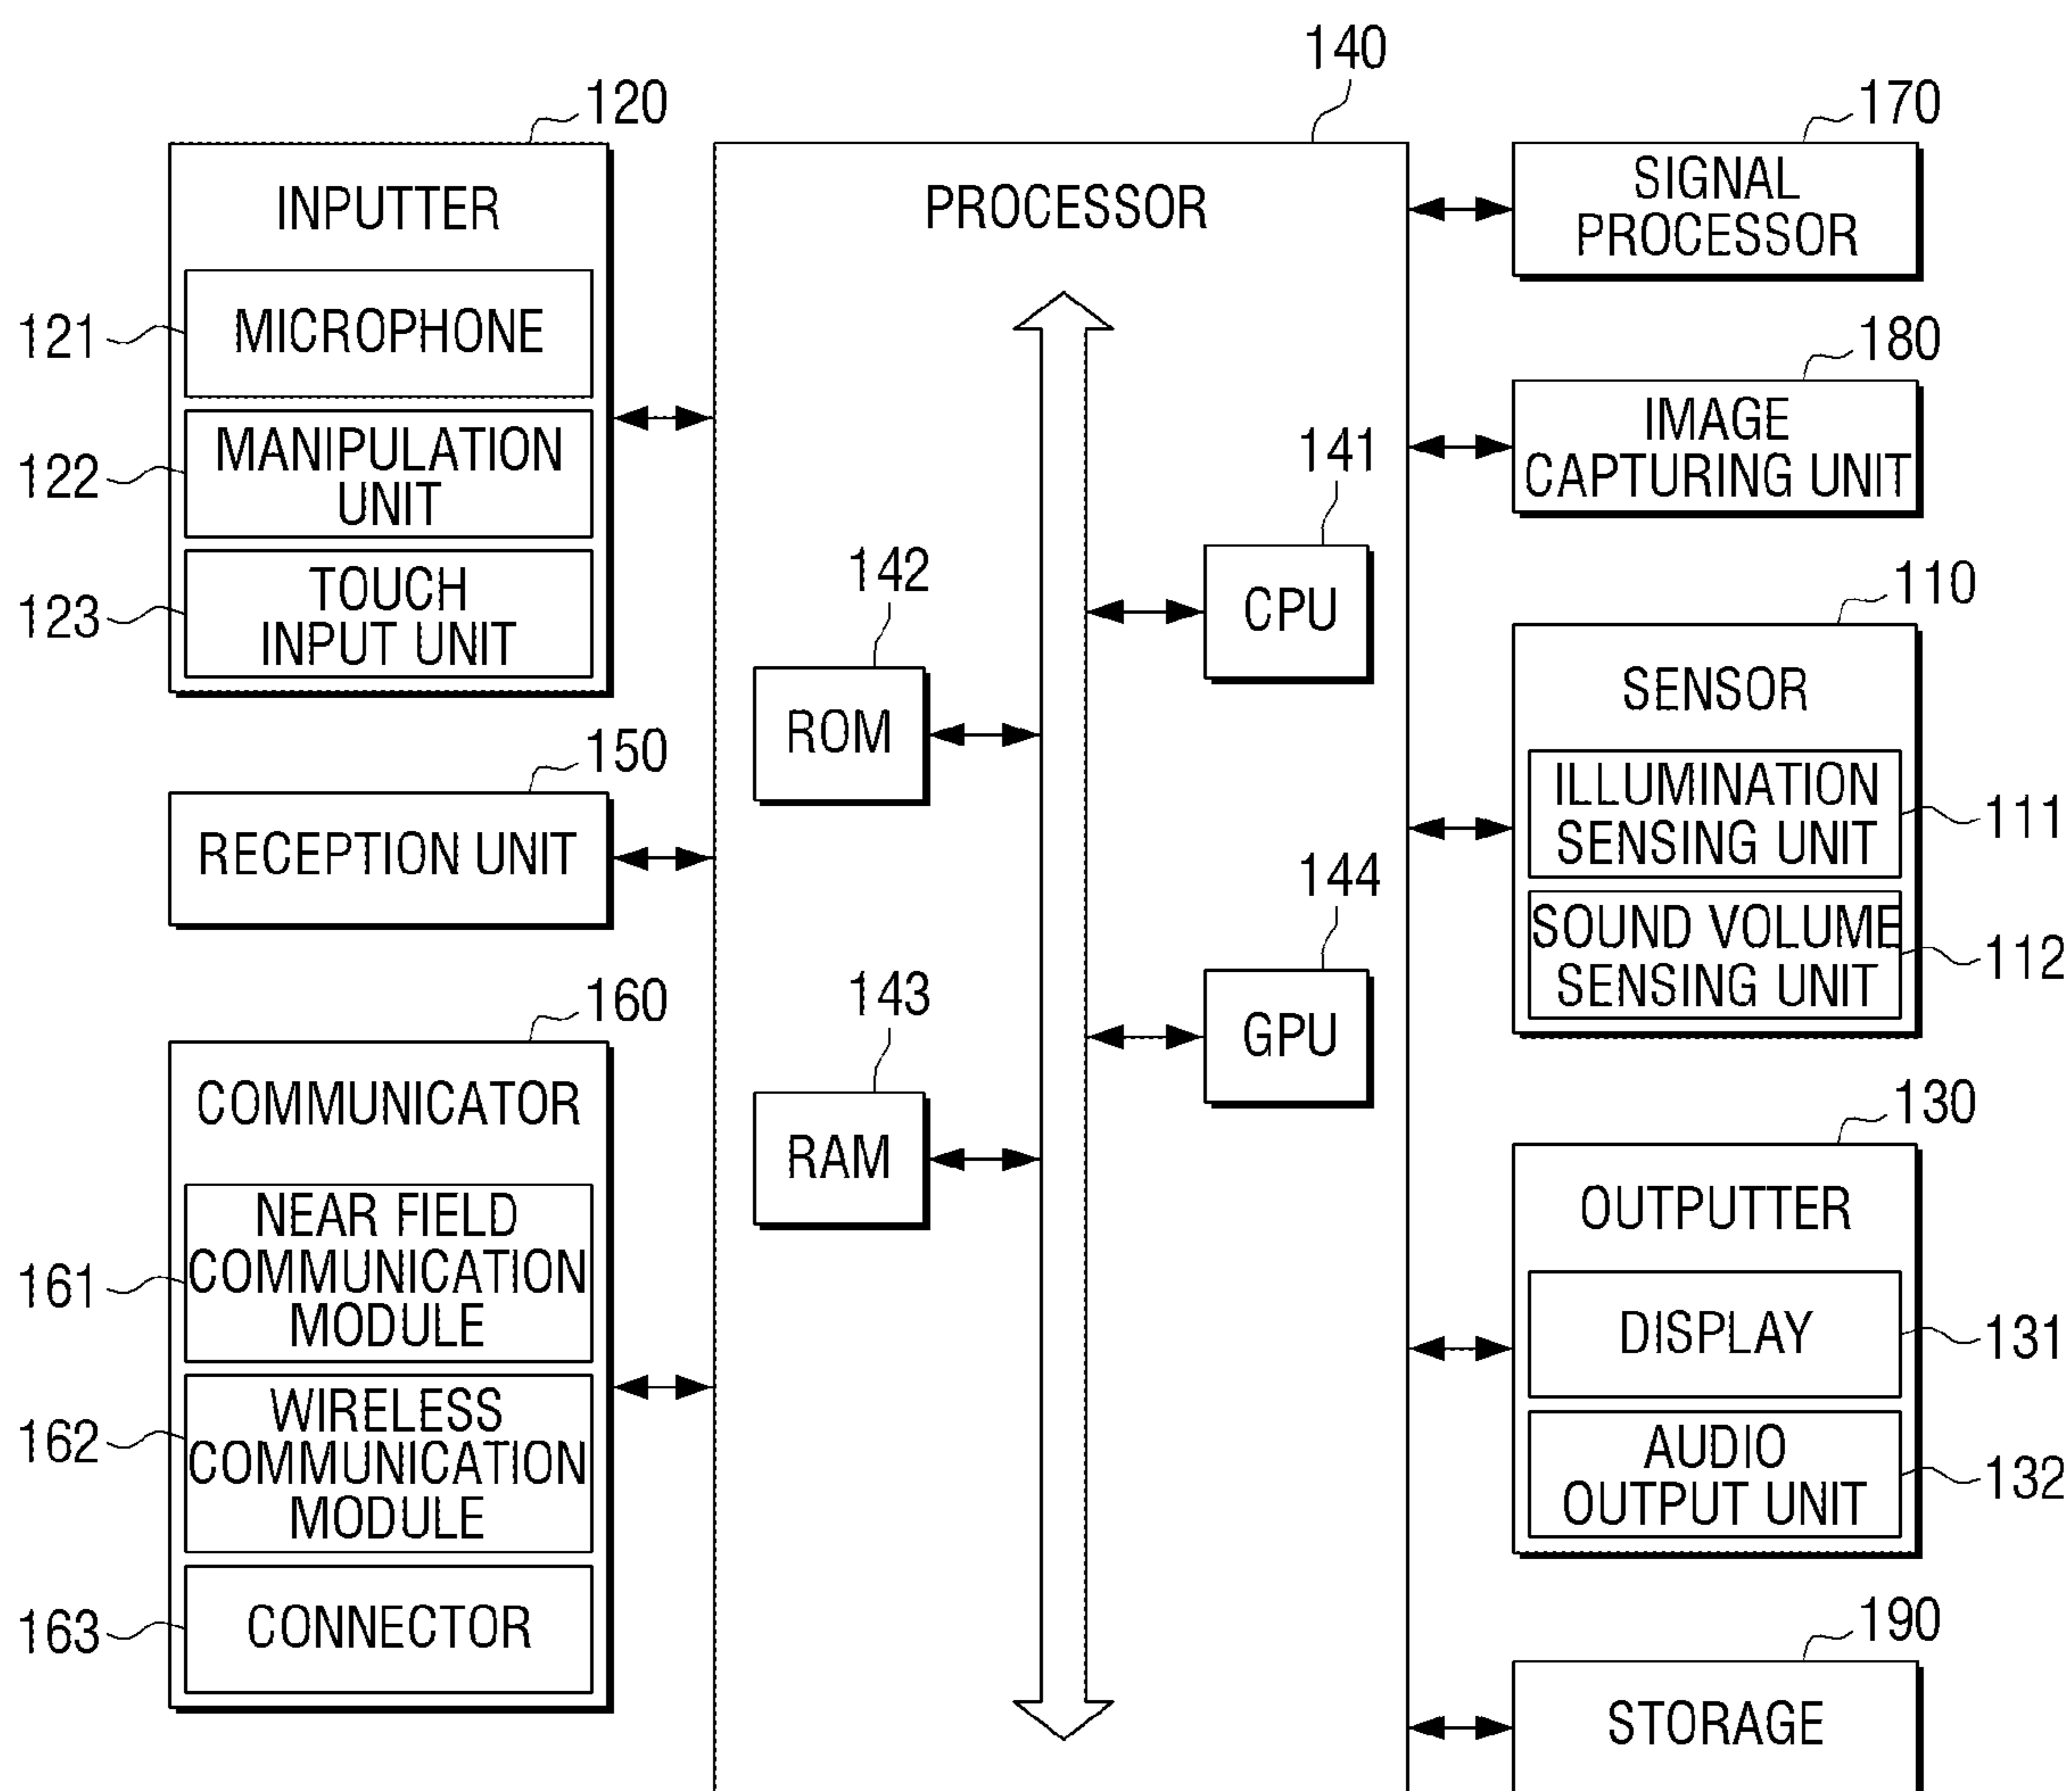 140
120
INPUTTER
121
MICROPHONE
122
MANIPULATION
UNIT
123
TOUCH
INPUT UNIT
150
RECEPTION UNIT
160
COMMUNICATOR
161
NEAR FIELD
COMMUNICATION
MODULE
162
WIRELESS
COMMUNICATION
MODULE
163
CONNECTOR
PROCESSOR
141
CPU
142
ROM
144
GPU
143
RAM
170
SIGNAL
PROCESSOR
180
IMAGE
CAPTURING UNIT
110
SENSOR
ILLUMINATION
SENSING UNIT
111
SOUND VOLUME
SENSING UNIT
112
130
OUTPUTTER
DISPLAY
131
AUDIO
OUTPUT UNIT
132
190
STORAGE